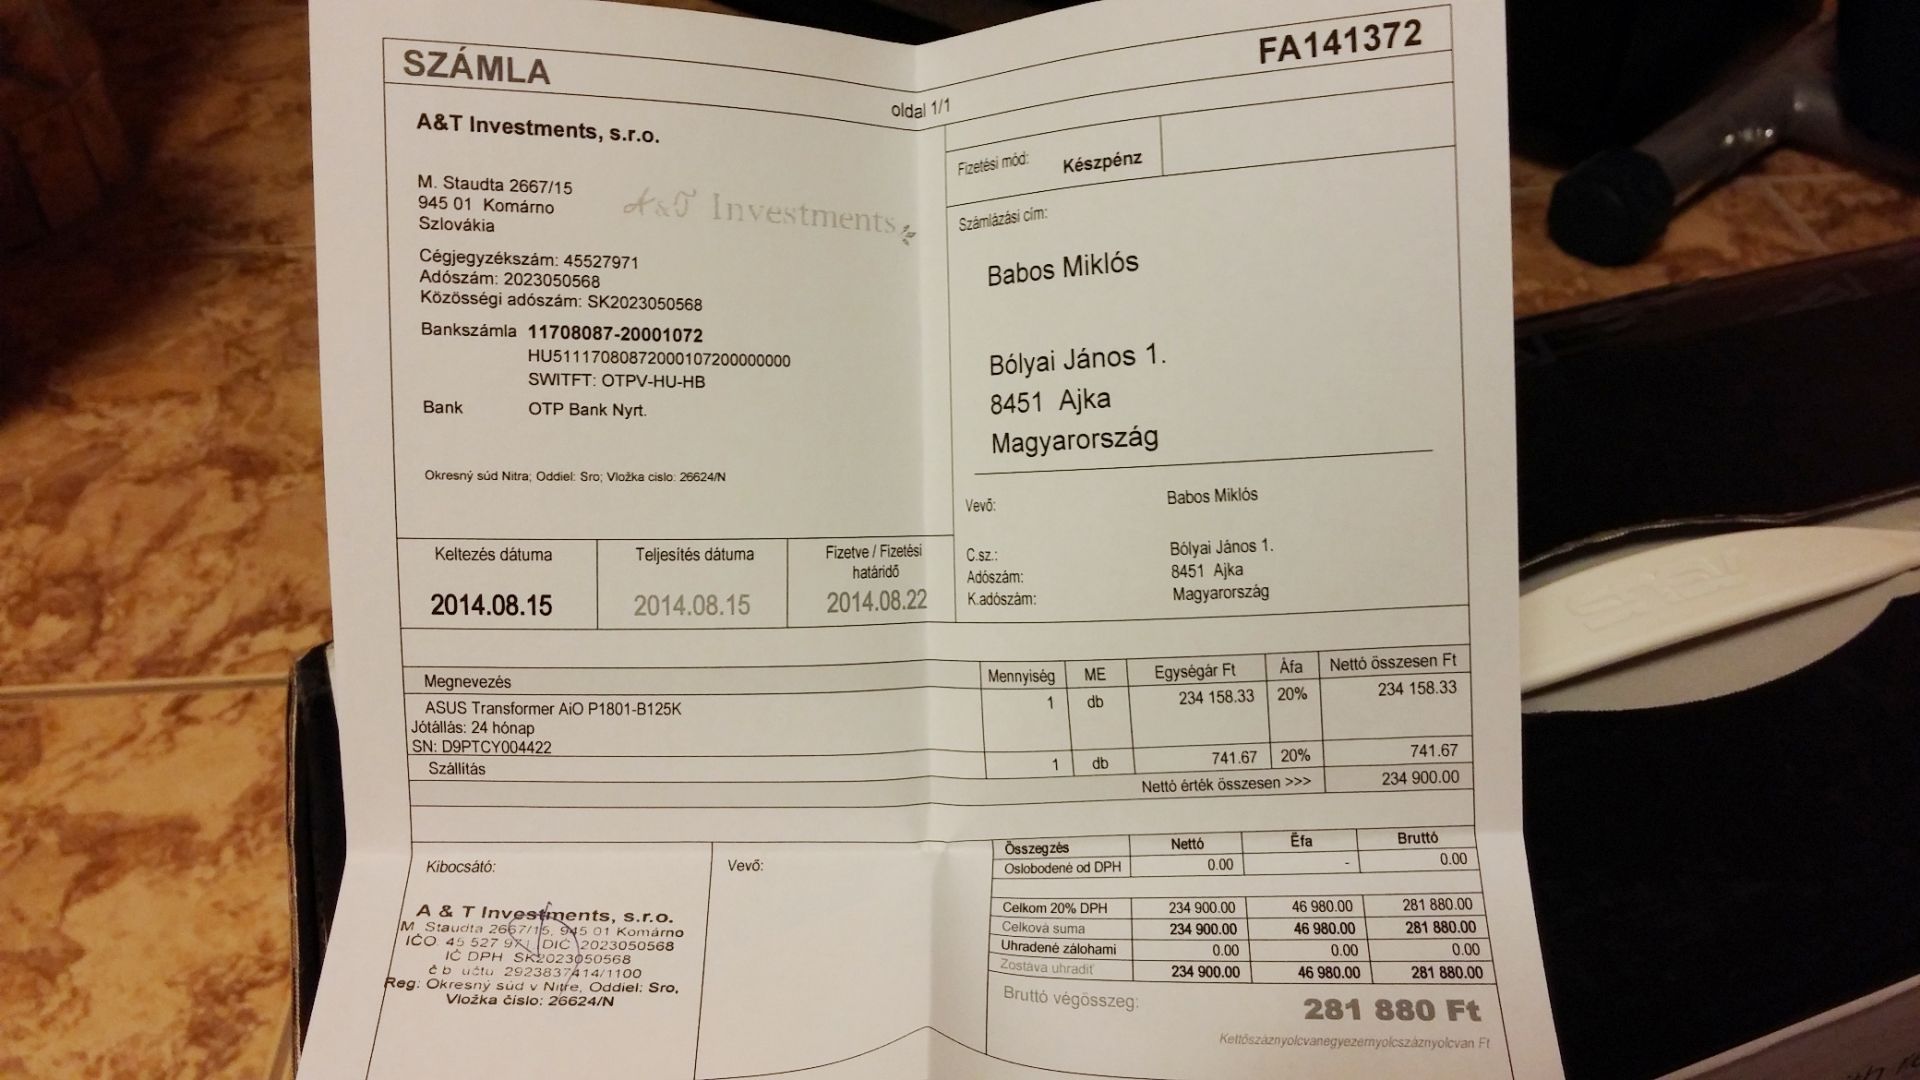 SZÁMLA
FA141372
oldal 1/1
A&T Investments, s.r.o.
M. Staudta 2667/15
945 01 Komárno
Szlovákia
A&T Investments
Cégjegyzékszám: 45527971
Adószám: 2023050568
Közösségi adószám: SK2023050568
Bankszámla 11708087-20001072
HU51117080872000107200000000
SWITFT: OTPV-HU-HB
Bank OTP Bank Nyrt.
Okresný súd Nitra; Oddiel: Sro; Vložka cislo: 26624/N
Fizetési mód: Készpénz
Számlázási cím:
Babos Miklós
Bólyai János 1.
8451 Ajka
Magyarország
Vevő: Babos Miklós
C.sz.: Bólyai János 1.
Adószám: 8451 Ajka
K.adószám: Magyarország
Keltezés dátuma Teljesítés dátuma Fizetve / Fizetési
határidő
2014.08.15 2014.08.15 2014.08.22
Megnevezés Mennyiség ME Egységár Ft Áfa Nettó összesen Ft
ASUS Transformer AiO P1801-B125K 1 db 234 158.33 20% 234 158.33
Jótállás: 24 hónap
SN: D9PTCY004422
Szállítás 1 db 741.67 20% 741.67
Nettó érték összesen >>> 234 900.00
Kibocsátó:
Vevő:
A & T Investments, s.r.o.
M. Staudta 2667/15, 945 01 Komárno
IČO: 45 527 971 DIČ 2023050568
IČ DPH SK2023050568
č b účtu 2923837414/1100
Reg: Okresný súd v Nitre, Oddiel: Sro,
Vložka číslo: 26624/N
Összegzés Nettó Ëfa Bruttó
Oslobodené od DPH 0.00 - 0.00
Celkom 20% DPH 234 900.00 46 980.00 281 880.00
Celková suma 234 900.00 46 980.00 281 880.00
Uhradené zálohami 0.00 0.00 0.00
Zostáva uhradiť 234 900.00 46 980.00 281 880.00
Bruttó végösszeg: 281 880 Ft
Kettőszáznyolcvanegyezernyolcszáznyolcvan Ft